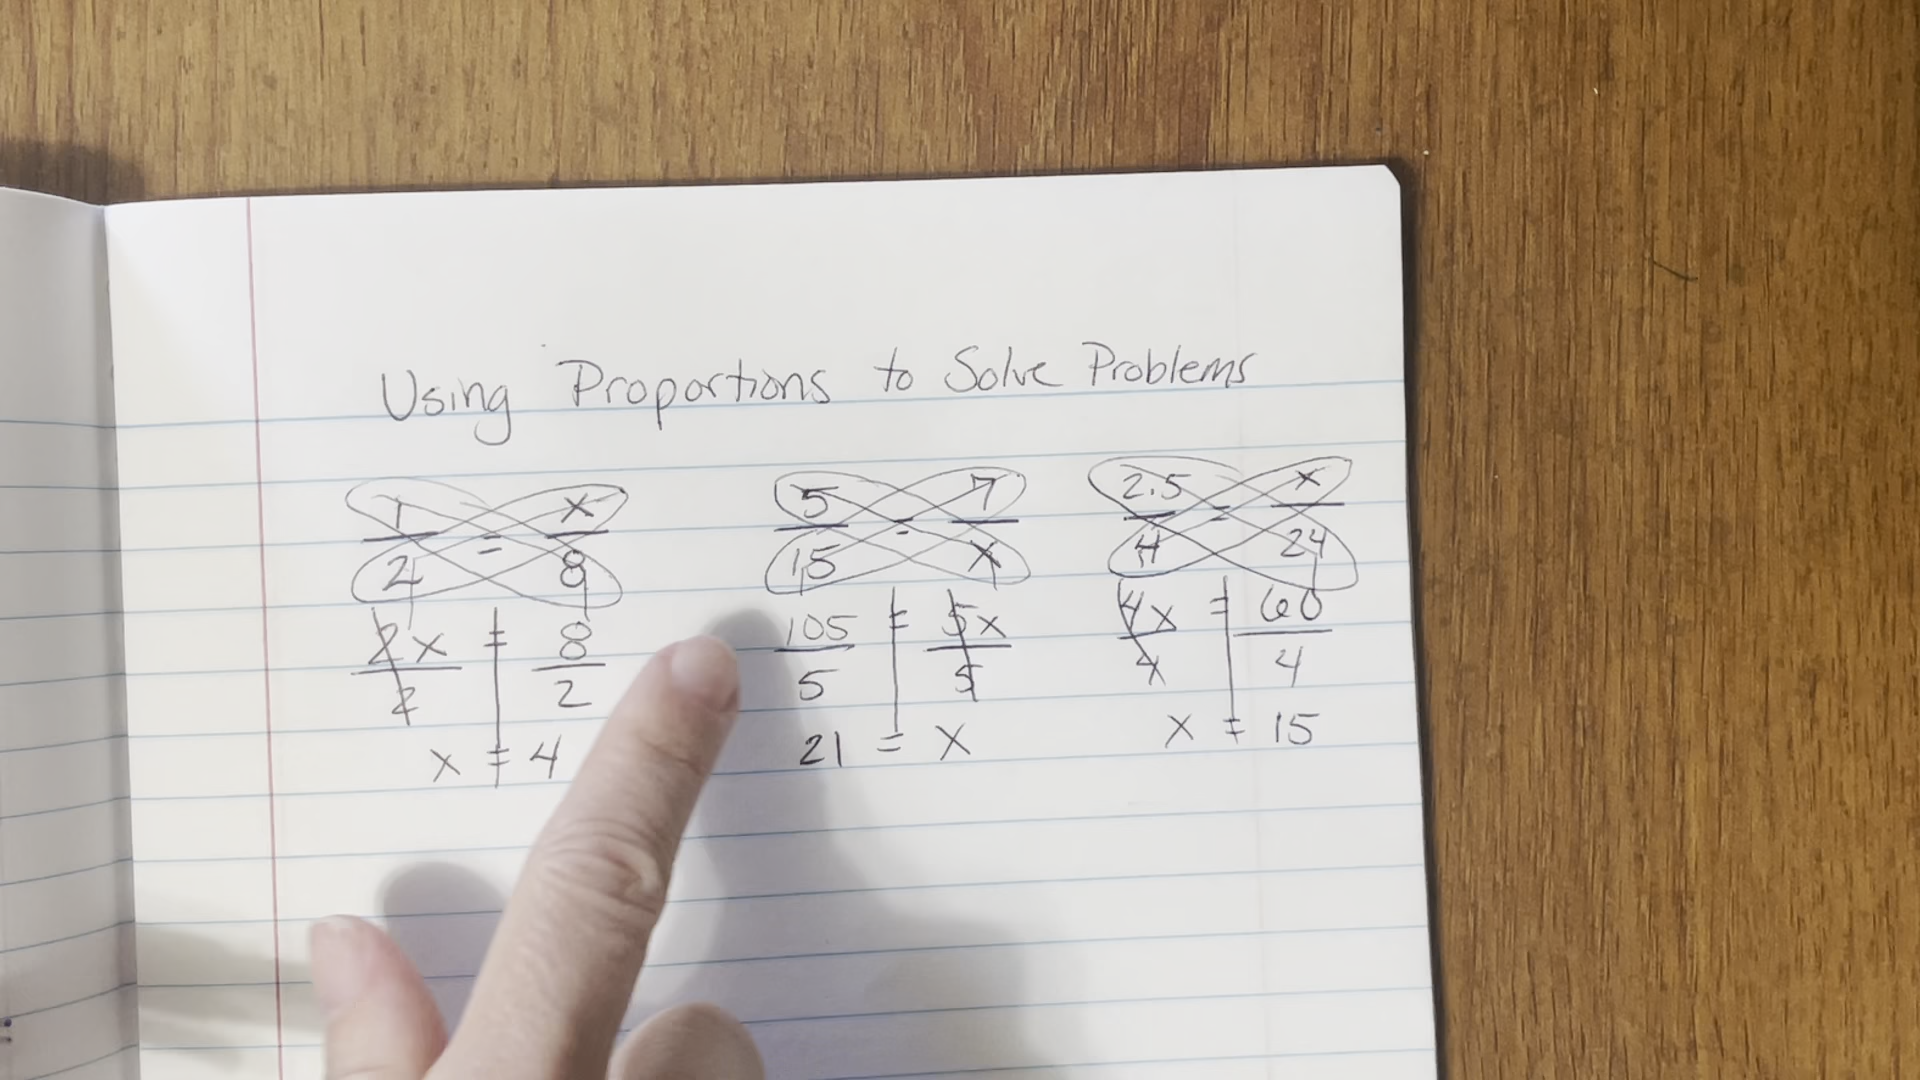 Using Proportions to Solve Problems
1/2 = x/8
5/15 = 7/x
2.5/4 = x/24
2x/2 = 8/2
105/5 = 5x/5
4x/4 = 60/4
x = 4
21 = x
x = 15